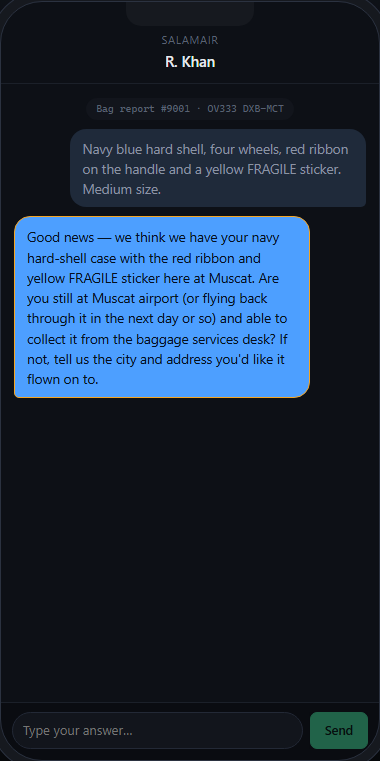 SALAMAIR
R. Khan
Bag report #9001 · OV333 DXB–MCT
Navy blue hard shell, four wheels, red ribbon
on the handle and a yellow FRAGILE sticker.
Medium size.
Good news — we think we have your navy
hard-shell case with the red ribbon and
yellow FRAGILE sticker here at Muscat. Are
you still at Muscat airport (or flying back
through it in the next day or so) and able to
collect it from the baggage services desk? If
not, tell us the city and address you'd like it
flown on to.
Type your answer...
Send